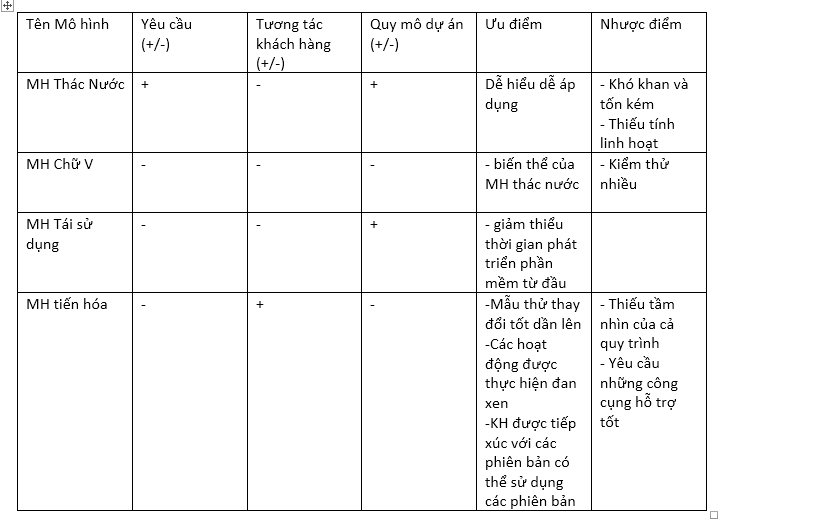 Tên Mô hình
Yêu cầu
(+/-)
Tương tác
khách hàng
(+/-)
Quy mô dự án
(+/-)
Ưu điểm
Nhược điểm
MH Thác Nước
+
-
+
Dễ hiểu dễ áp
dụng
- Khó khan và
tốn kém
- Thiếu tính
linh hoạt
MH Chữ V
-
-
-
- biến thể của
MH thác nước
- Kiểm thử
nhiều
MH Tái sử
dụng
-
-
+
- giảm thiểu
thời gian phát
triển phần
mềm từ đầu
MH tiến hóa
-
+
-
-Mẫu thử thay
đổi tốt dần lên
-Các hoạt
động được
thực hiện đan
xen
-KH được tiếp
xúc với các
phiên bản có
thể sử dụng
các phiên bản
- Thiếu tầm
nhìn của cả
quy trình
- Yêu cầu
những công
cụng hỗ trợ
tốt